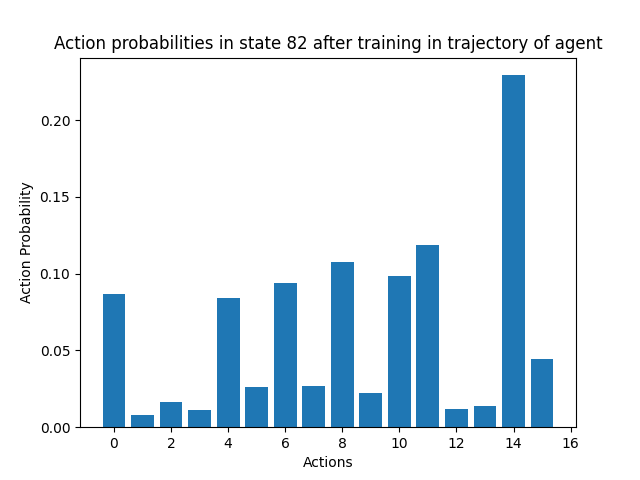 Action probabilities in state 82 after training in trajectory of agent
0.20
0.15
0.10
0.05
0.00
Action Probability
0 2 4 6 8 10 12 14 16
Actions